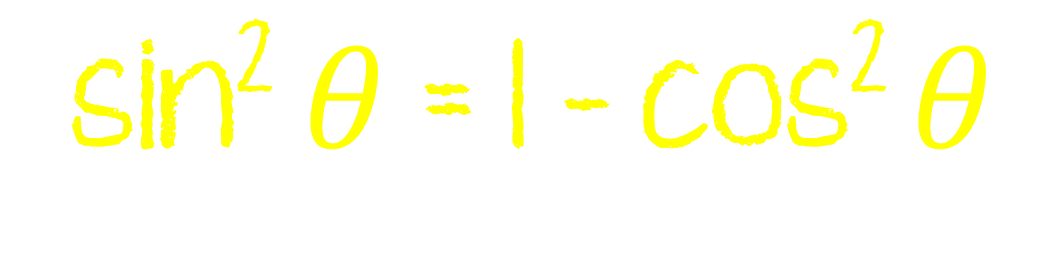 sin² θ = 1 - cos² θ